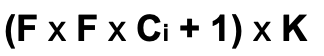 (F x F x Ci + 1) x K